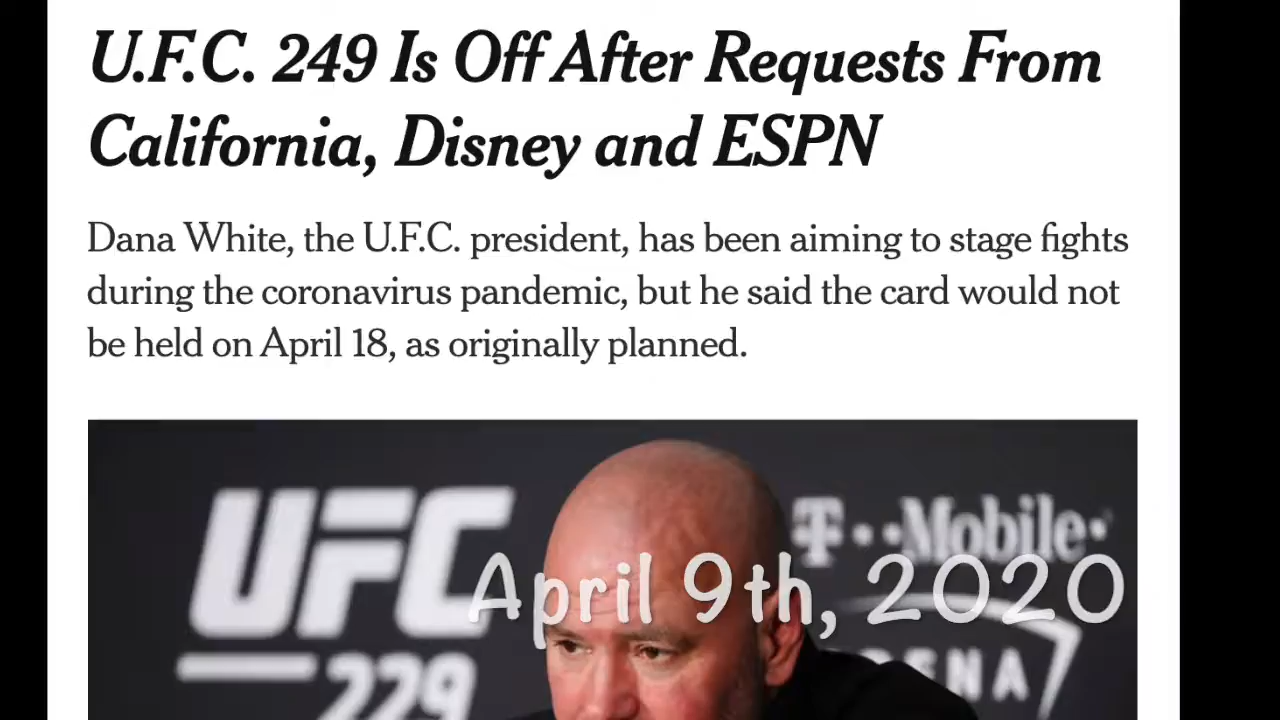 U.F.C. 249 Is Off After Requests From
California, Disney and ESPN
Dana White, the U.F.C. president, has been aiming to stage fights
during the coronavirus pandemic, but he said the card would not
be held on April 18, as originally planned.
UFC
T··Mobile·
April 9th, 2020
229